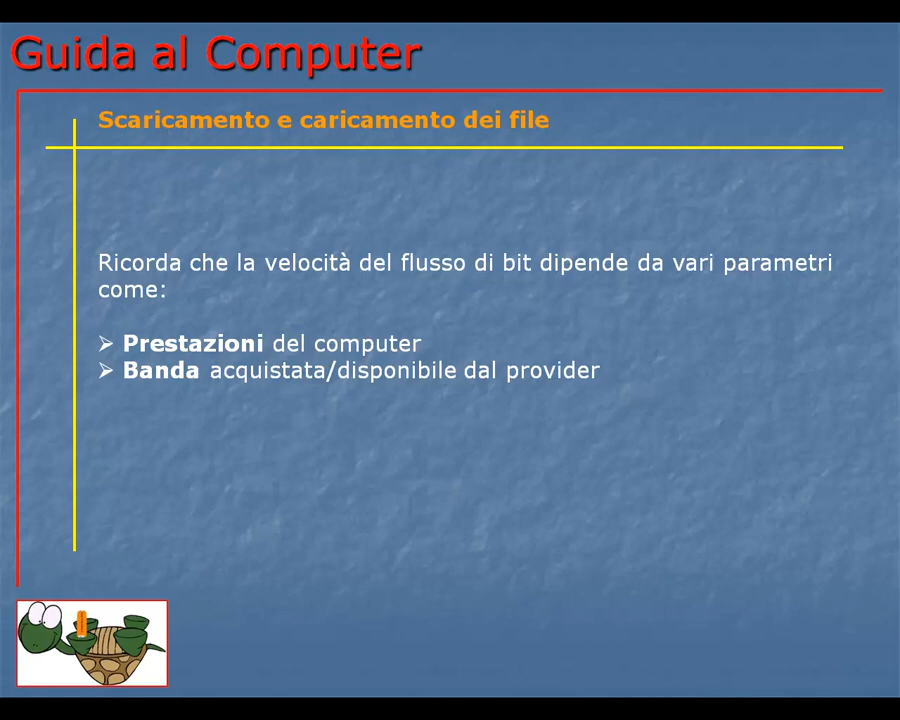 Guida al Computer
Scaricamento e caricamento dei file
Ricorda che la velocità del flusso di bit dipende da vari parametri
come:
➢ Prestazioni del computer
➢ Banda acquistata/disponibile dal provider